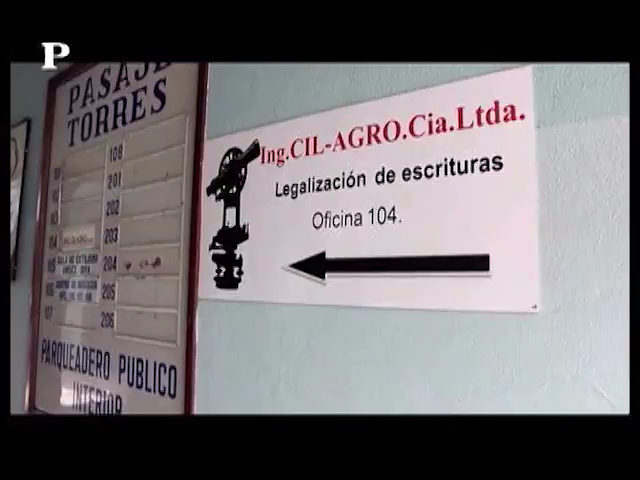 P
PASAJE
TORRES
108
201
202
203
204
205
206
107
PARQUEADERO PUBLICO
INTERIOR
Ing.CIL-AGRO.Cia.Ltda.
Legalización de escrituras
Oficina 104.